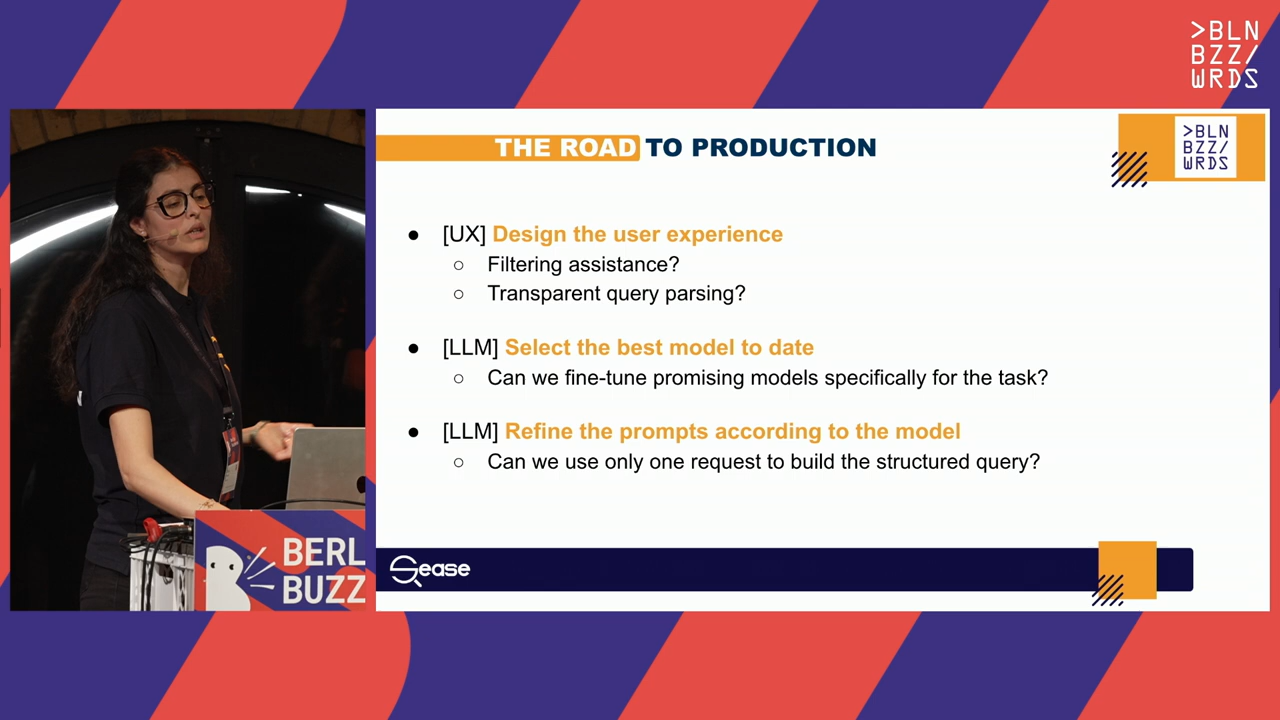 >BLN
BZZ/
WRDS
THE ROAD TO PRODUCTION
>BLN
BZZ/
WRDS
● [UX] Design the user experience
○ Filtering assistance?
○ Transparent query parsing?
● [LLM] Select the best model to date
○ Can we fine-tune promising models specifically for the task?
● [LLM] Refine the prompts according to the model
○ Can we use only one request to build the structured query?
BERL
BUZZ
Sease